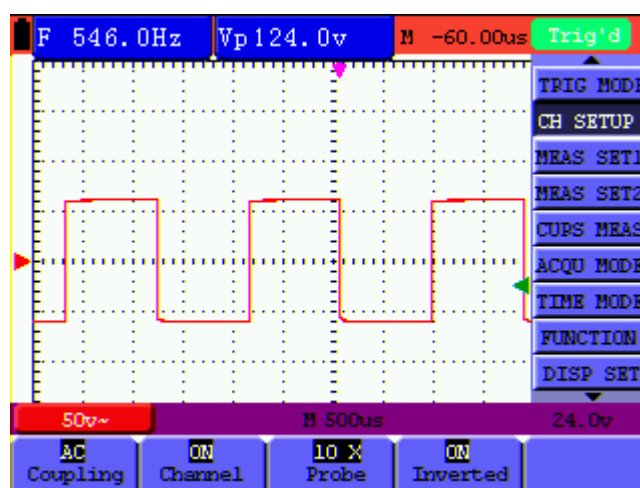 F 546.0Hz Vp124.0v M -60.00us Trig'd
TRIG MODE
CH SETUP
MEAS SET1
MEAS SET2
CURS MEAS
ACQU MODE
TIME MODE
FUNCTION
DISP SET
50v~ M 500us 24.0v
AC ON 10 X ON
Coupling Channel Probe Inverted